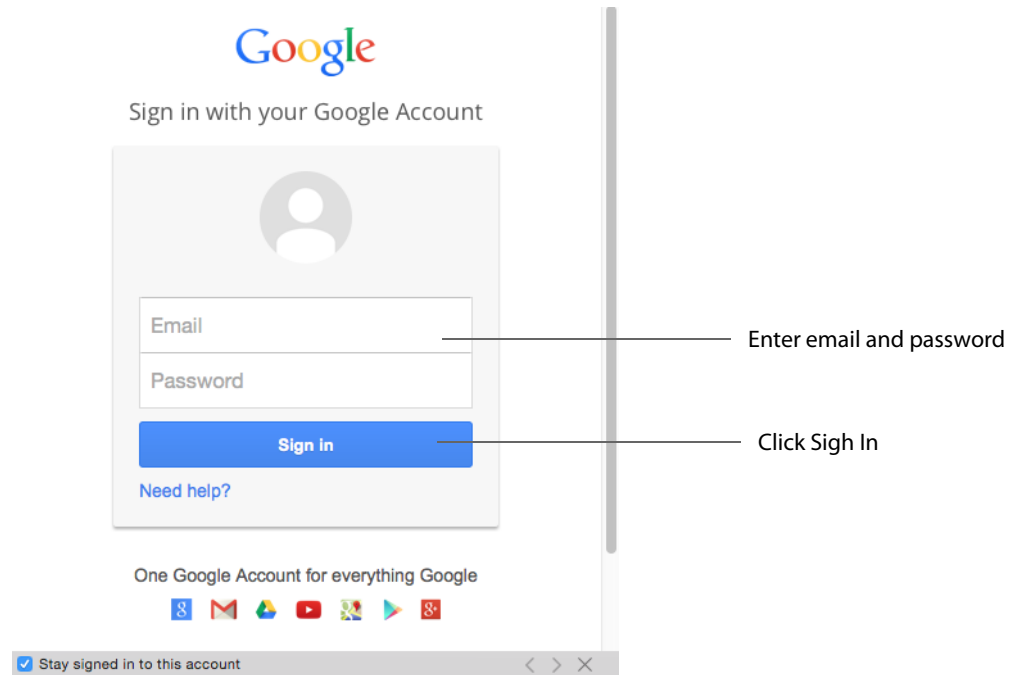 Google
Sign in with your Google Account
Email
Enter email and password
Password
Sign in
Click Sigh In
Need help?
One Google Account for everything Google
Stay signed in to this account